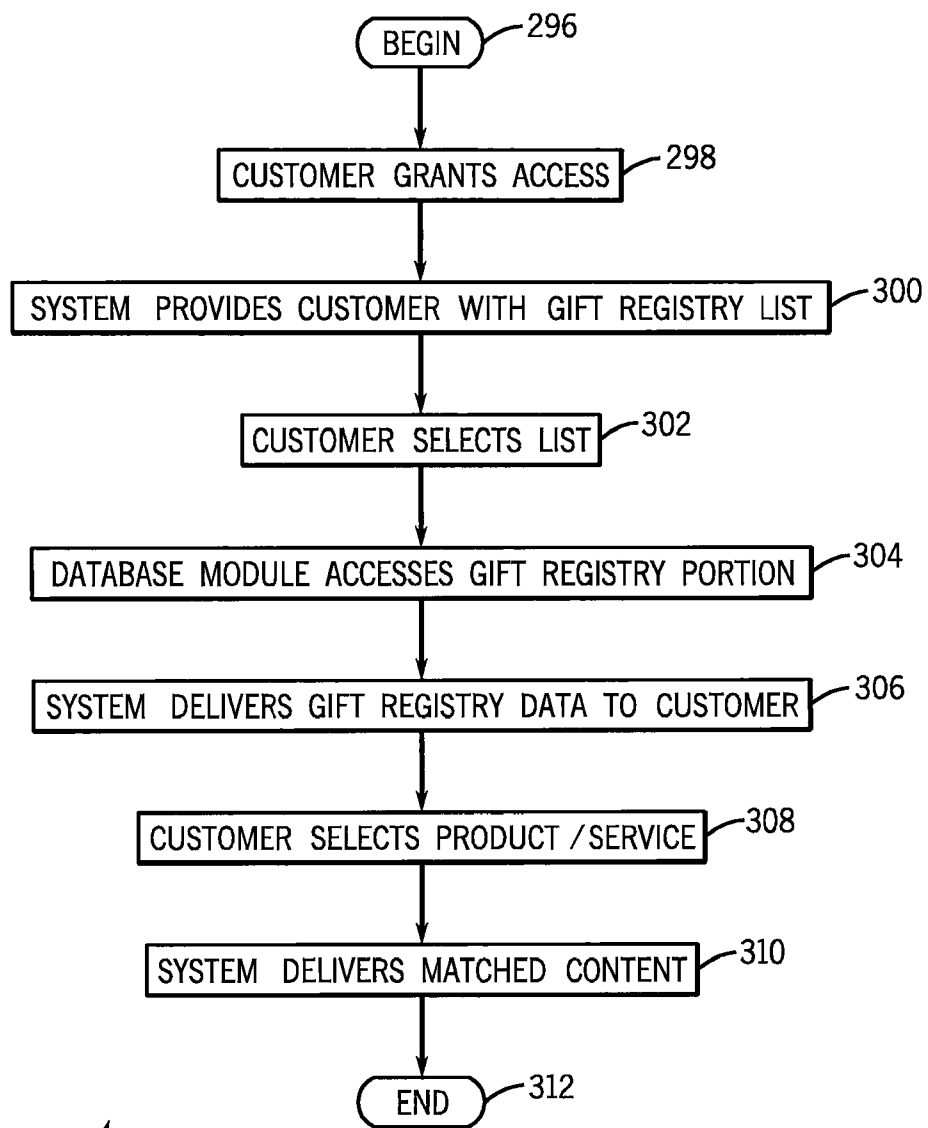 BEGIN 296
CUSTOMER GRANTS ACCESS 298
SYSTEM PROVIDES CUSTOMER WITH GIFT REGISTRY LIST 300
CUSTOMER SELECTS LIST 302
DATABASE MODULE ACCESSES GIFT REGISTRY PORTION 304
SYSTEM DELIVERS GIFT REGISTRY DATA TO CUSTOMER 306
CUSTOMER SELECTS PRODUCT / SERVICE 308
SYSTEM DELIVERS MATCHED CONTENT 310
END 312